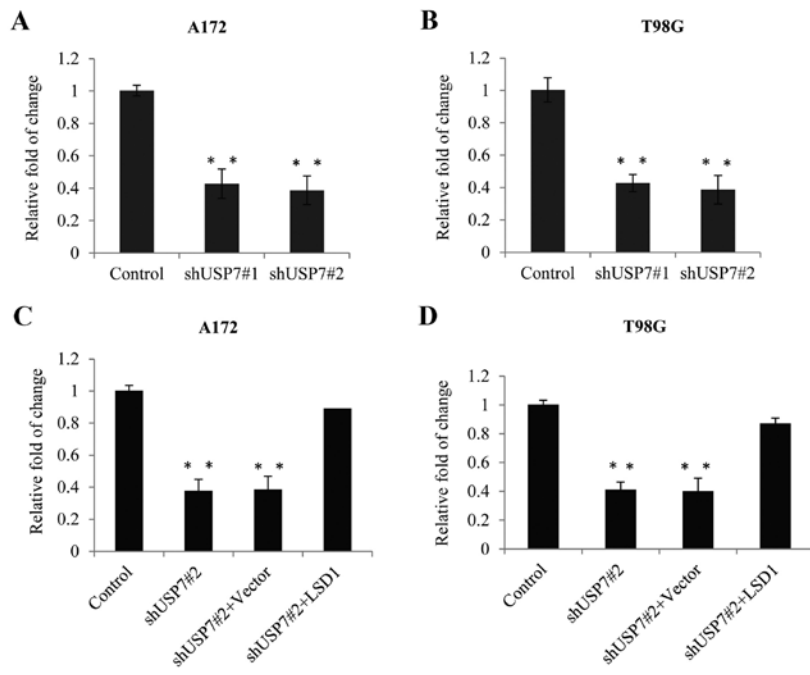 A
A172
Relative fold of change
1.2
1
0.8
0.6
0.4
0.2
0
* *
* *
Control shUSP7#1 shUSP7#2
B
T98G
Relative fold of change
1.2
1
0.8
0.6
0.4
0.2
0
* *
* *
Control shUSP7#1 shUSP7#2
C
A172
Relative fold of change
1.2
1
0.8
0.6
0.4
0.2
0
* *
* *
Control
shUSP7#2
shUSP7#2+Vector
shUSP7#2+LSD1
D
T98G
Relative fold of change
1.2
1
0.8
0.6
0.4
0.2
0
* *
* *
Control
shUSP7#2
shUSP7#2+Vector
shUSP7#2+LSD1